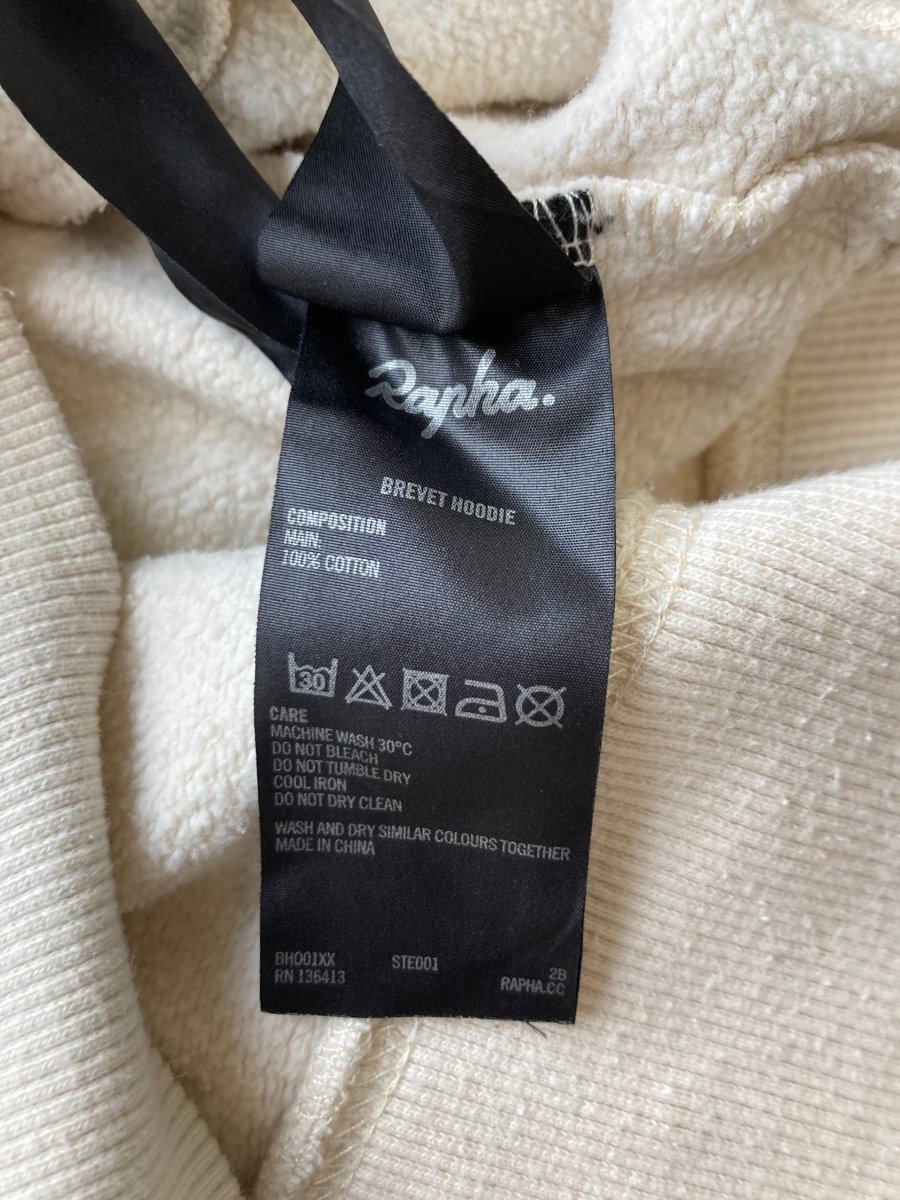 Rapha.
BREVET HOODIE
COMPOSITION
MAIN.
100% COTTON
30
CARE
MACHINE WASH 30°C
DO NOT BLEACH
DO NOT TUMBLE DRY
COOL IRON
DO NOT DRY CLEAN
WASH AND DRY SIMILAR COLOURS TOGETHER
MADE IN CHINA
BHO01XX STE001 2B
RN 136413 RAPHA.CC